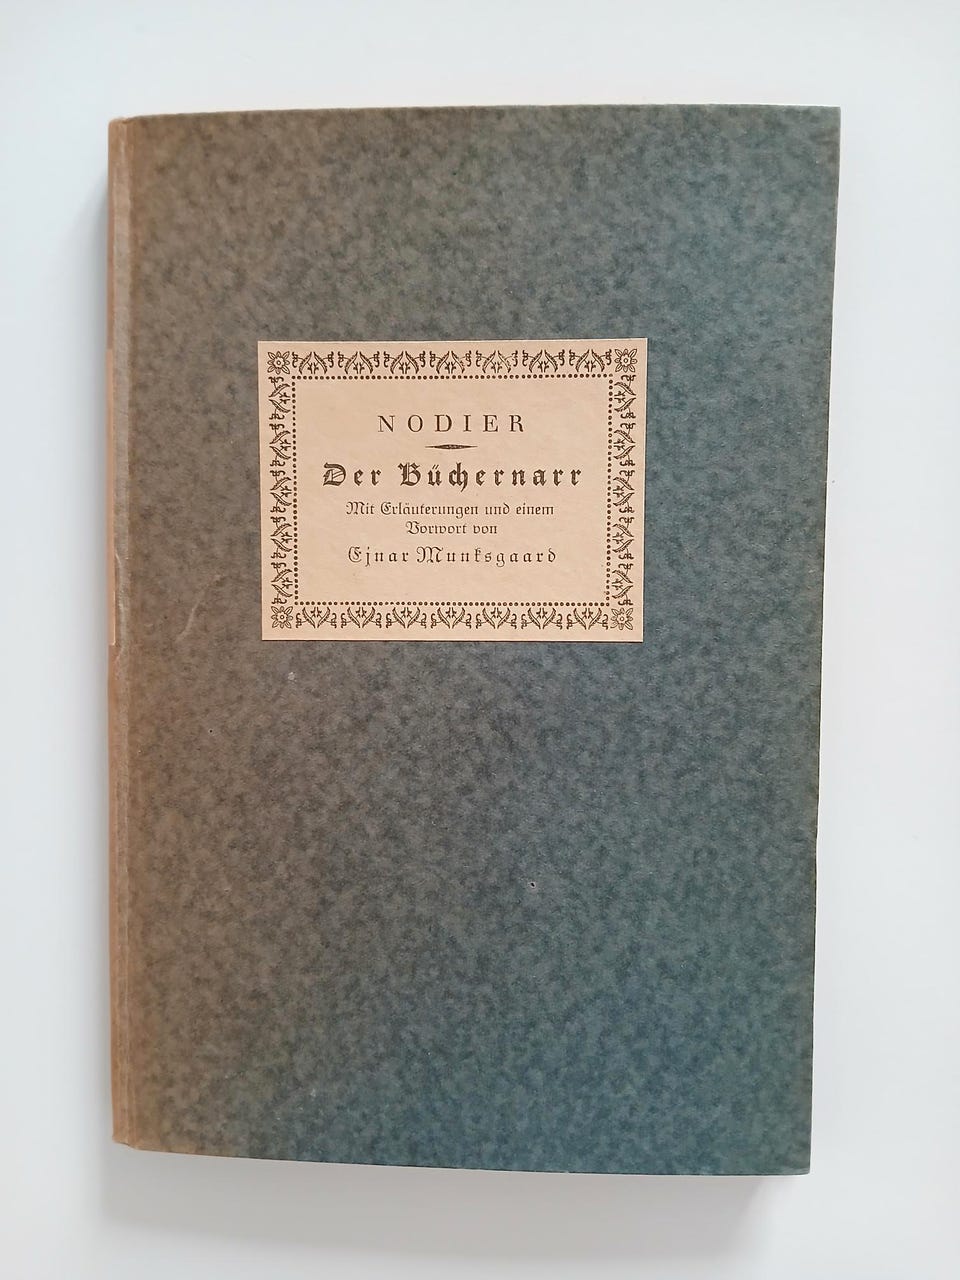 NODIER
Der Büchernarr
Mit Erläuterungen und einem
Vorwort von
Ejnar Munksgaard